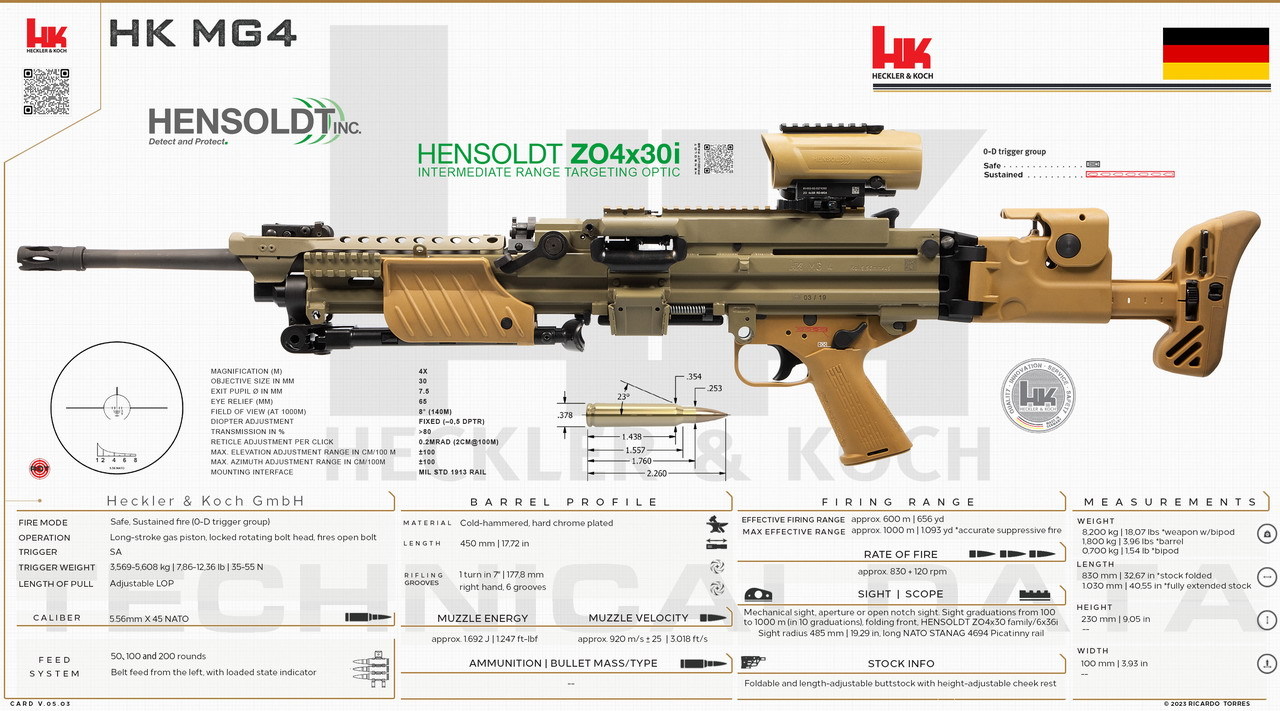 HK MG4
HK
HECKLER & KOCH
HK
HECKLER & KOCH
HENSOLDT INC.
Detect and Protect.
HENSOLDT ZO4x30i
INTERMEDIATE RANGE TARGETING OPTIC
0-D trigger group
Safe
Sustained
HK MG4
03 / 19
MAGNIFICATION (M) 4X
OBJECTIVE SIZE IN MM 30
EXIT PUPIL Ø IN MM 7.5
EYE RELIEF (MM) 65
FIELD OF VIEW (AT 1000M) 8° (140M)
DIOPTER ADJUSTMENT FIXED (–0,5 DPTR)
TRANSMISSION IN % >80
RETICLE ADJUSTMENT PER CLICK 0.2MRAD (2CM@100M)
MAX. ELEVATION ADJUSTMENT RANGE IN CM/100 M ±100
MAX. AZIMUTH ADJUSTMENT RANGE IN CM/100M ±100
MOUNTING INTERFACE MIL STD 1913 RAIL
1 2 4 6 8
.354
.253
23°
.378
1.438
1.557
1.760
2.260
QUALITY · INNOVATION · SERVICE · SAFETY
HK
HECKLER & KOCH
HECKLER & KOCH
TECHNICAL DATA
Heckler & Koch GmbH
FIRE MODE Safe, Sustained fire (0-D trigger group)
OPERATION Long-stroke gas piston, locked rotating bolt head, fires open bolt
TRIGGER SA
TRIGGER WEIGHT 3,569-5,608 kg | 7,86-12,36 lb | 35-55 N
LENGTH OF PULL Adjustable LOP
CALIBER 5.56mm X 45 NATO
FEED SYSTEM
50, 100 and 200 rounds
Belt feed from the left, with loaded state indicator
BARREL PROFILE
MATERIAL Cold-hammered, hard chrome plated
LENGTH 450 mm | 17,72 in
RIFLING GROOVES
1 turn in 7" | 177,8 mm
right hand, 6 grooves
MUZZLE ENERGY
approx. 1.692 J | 1.247 ft-lbf
MUZZLE VELOCITY
approx. 920 m/s ± 25 | 3.018 ft/s
AMMUNITION | BULLET MASS/TYPE
--
FIRING RANGE
EFFECTIVE FIRING RANGE approx. 600 m | 656 yd
MAX EFFECTIVE RANGE approx. 1000 m | 1.093 yd *accurate suppressive fire
RATE OF FIRE
approx. 830 + 120 rpm
SIGHT | SCOPE
Mechanical sight, aperture or open notch sight. Sight graduations from 100
to 1000 m (in 10 graduations), folding front, HENSOLDT ZO4x30 family/6x36i
Sight radius 485 mm | 19,29 in, long NATO STANAG 4694 Picatinny rail
STOCK INFO
Foldable and length-adjustable buttstock with height-adjustable cheek rest
MEASUREMENTS
WEIGHT
8,200 kg | 18,07 lbs *weapon w/bipod
1,800 kg | 3,96 lbs *barrel
0.700 kg | 1,54 lb *bipod
LENGTH
830 mm | 32,67 in *stock folded
1.030 mm | 40,55 in *fully extended stock
HEIGHT
230 mm | 9,05 in
--
WIDTH
100 mm | 3,93 in
--
CARD V.05.03
© 2023 RICARDO TORRES